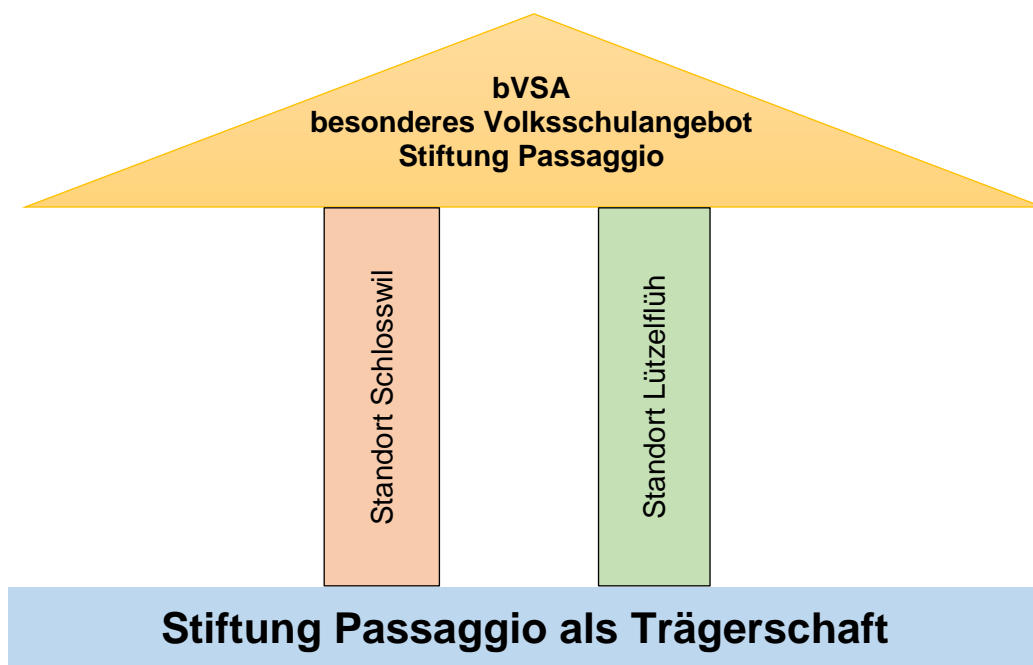 bVSA
besonderes Volksschulangebot
Stiftung Passaggio
Standort Schlosswil
Standort Lützelflüh
Stiftung Passaggio als Trägerschaft